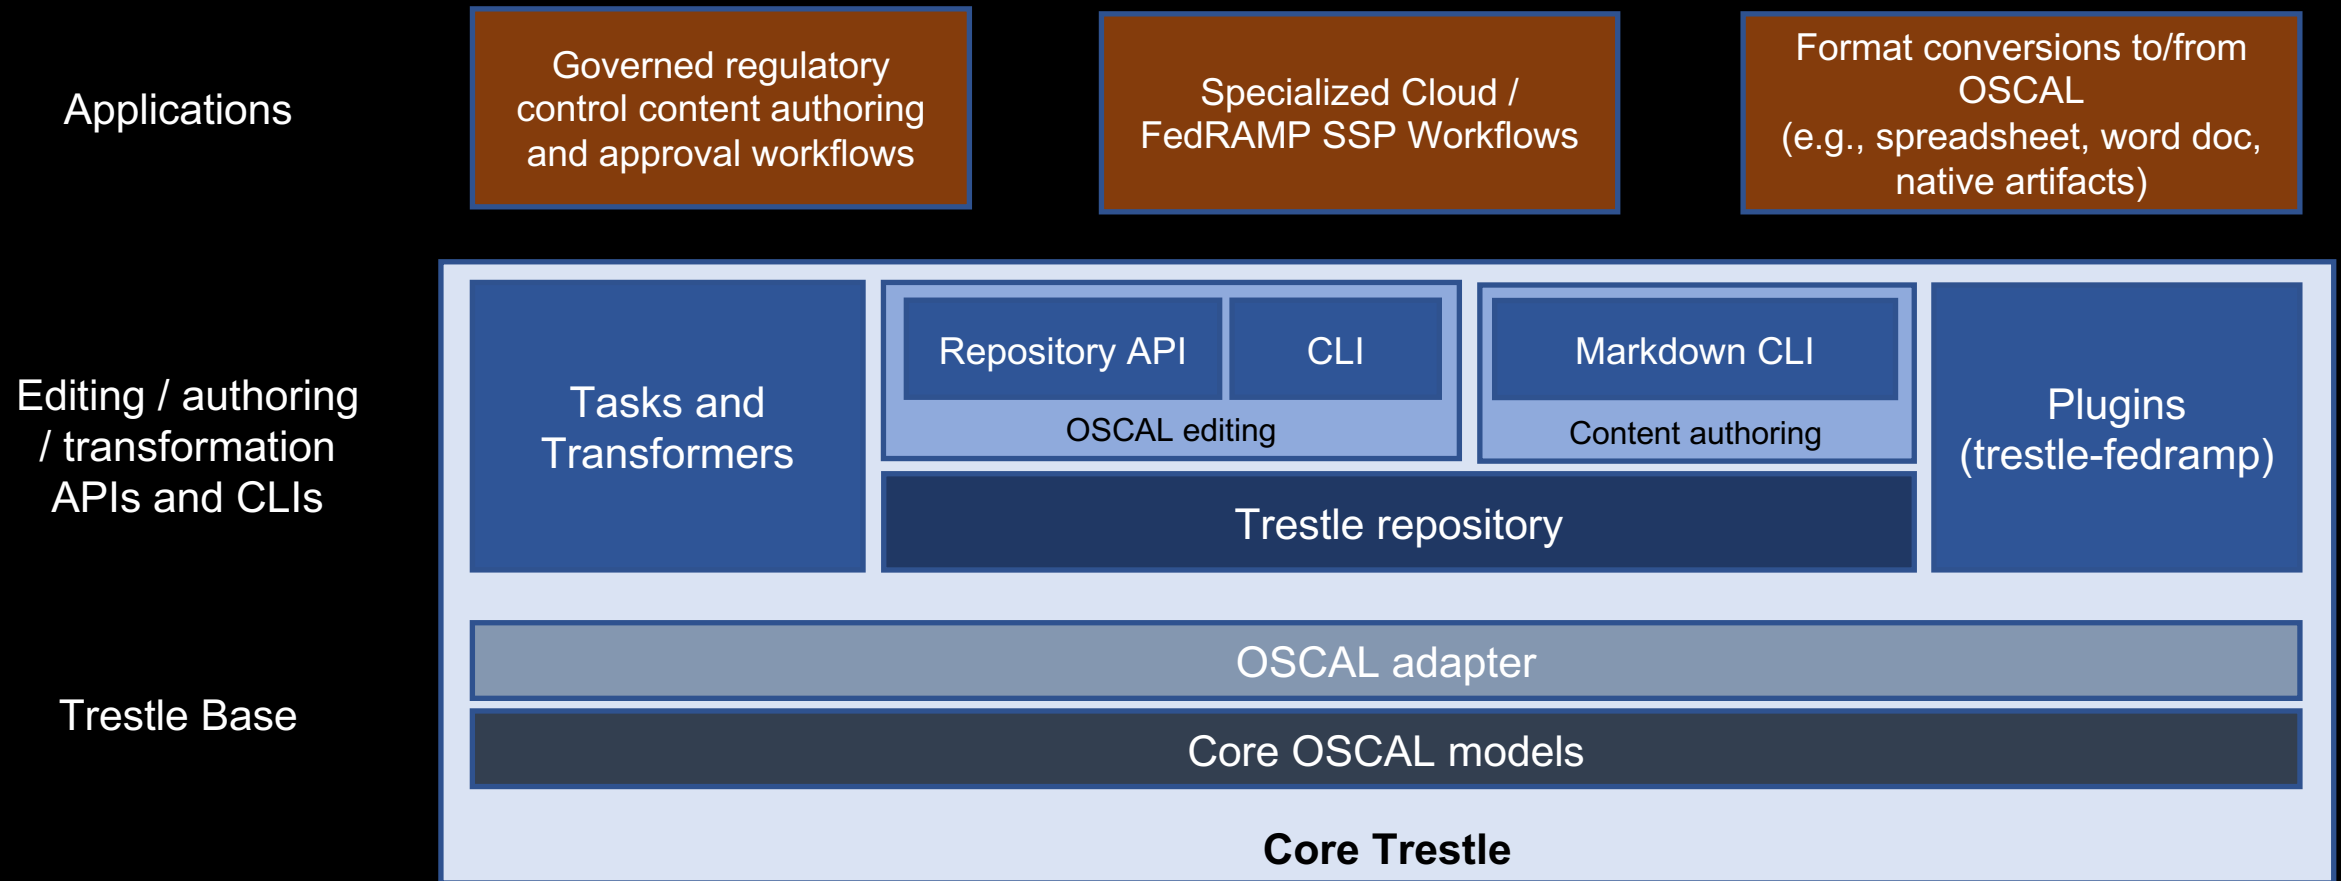 Applications
Governed regulatory
control content authoring
and approval workflows
Specialized Cloud /
FedRAMP SSP Workflows
Format conversions to/from
OSCAL
(e.g., spreadsheet, word doc,
native artifacts)
Editing / authoring
/ transformation
APIs and CLIs
Tasks and
Transformers
Repository API
CLI
OSCAL editing
Markdown CLI
Content authoring
Trestle repository
Plugins
(trestle-fedramp)
Trestle Base
OSCAL adapter
Core OSCAL models
Core Trestle